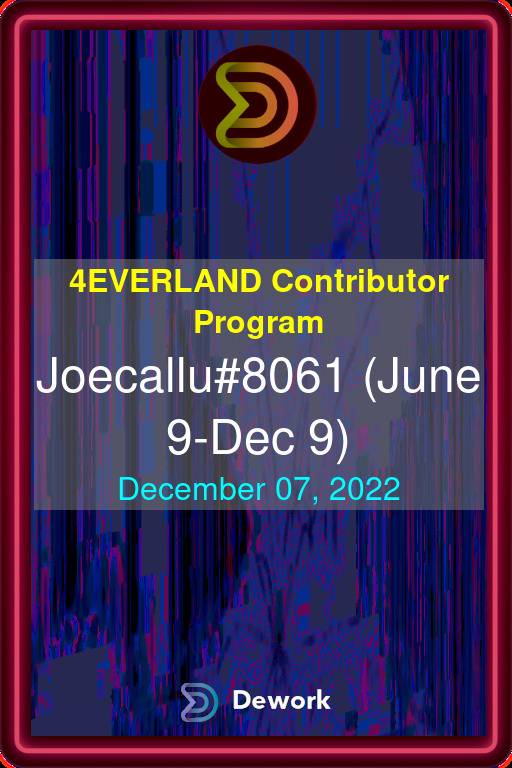 4EVERLAND Contributor
Program
Joecallu#8061 (June
9-Dec 9)
December 07, 2022
Dework